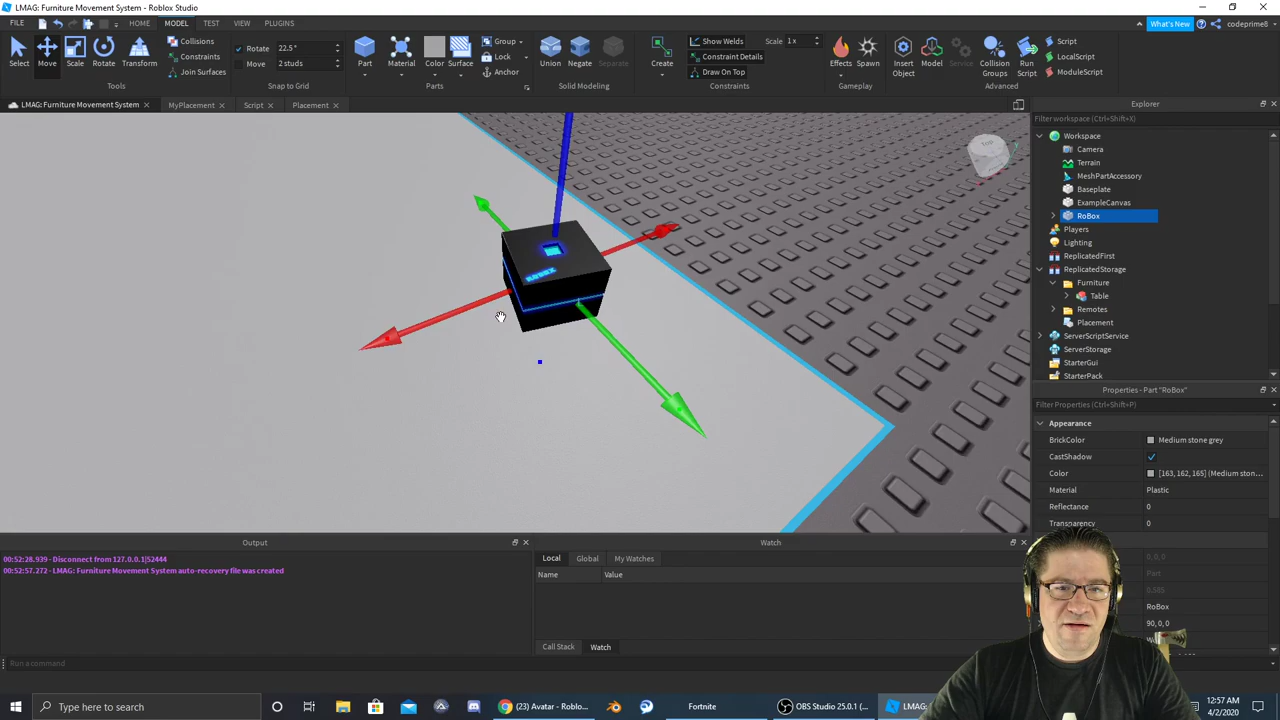 LMAG: Furniture Movement System - Roblox Studio
FILE HOME MODEL TEST VIEW PLUGINS What's New codeprime8
Select Move Scale Rotate Transform
Collisions
Constraints
Join Surfaces
Tools
Rotate 22.5°
Move 2 studs
Snap to Grid
Part Material Color Surface
Group
Lock
Anchor
Parts
Union Negate Separate
Solid Modeling
Create
Show Welds
Constraint Details
Draw On Top
Scale 1 x
Constraints
Effects Spawn
Gameplay
Insert Object Model Service Collision Groups Run Script
Script
LocalScript
ModuleScript
Advanced
LMAG: Furniture Movement System MyPlacement Script Placement
TOP
ROBOX
Explorer
Filter workspace (Ctrl+Shift+X)
Workspace
Camera
Terrain
MeshPartAccessory
Baseplate
ExampleCanvas
RoBox
Players
Lighting
ReplicatedFirst
ReplicatedStorage
Furniture
Table
Remotes
Placement
ServerScriptService
ServerStorage
StarterGui
StarterPack
Properties - Part "RoBox"
Filter Properties (Ctrl+Shift+P)
Appearance
BrickColor Medium stone grey
CastShadow
Color [163, 162, 165] (Medium ston...
Material Plastic
Reflectance 0
Transparency 0
0, 0, 0
Part
0.585
RoBox
90, 0, 0
Output
00:52:28.939 - Disconnect from 127.0.0.1|52444
00:52:57.272 - LMAG: Furniture Movement System auto-recovery file was created
Watch
Local Global My Watches
Name Value
Call Stack Watch
Run a command
Type here to search
(23) Avatar - Roblo...
Fortnite
OBS Studio 25.0.1 (...
LMAG:
12:57 AM
4/2/2020